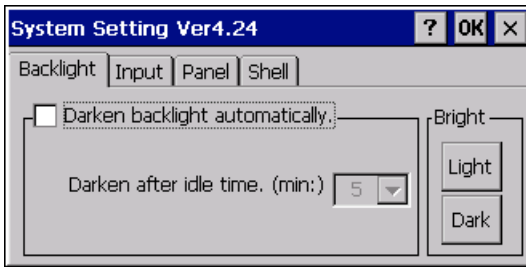 System Setting Ver4.24 ? OK ×
Backlight Input Panel Shell
Darken backlight automatically. Bright
Darken after idle time. (min:) 5 Light
Dark